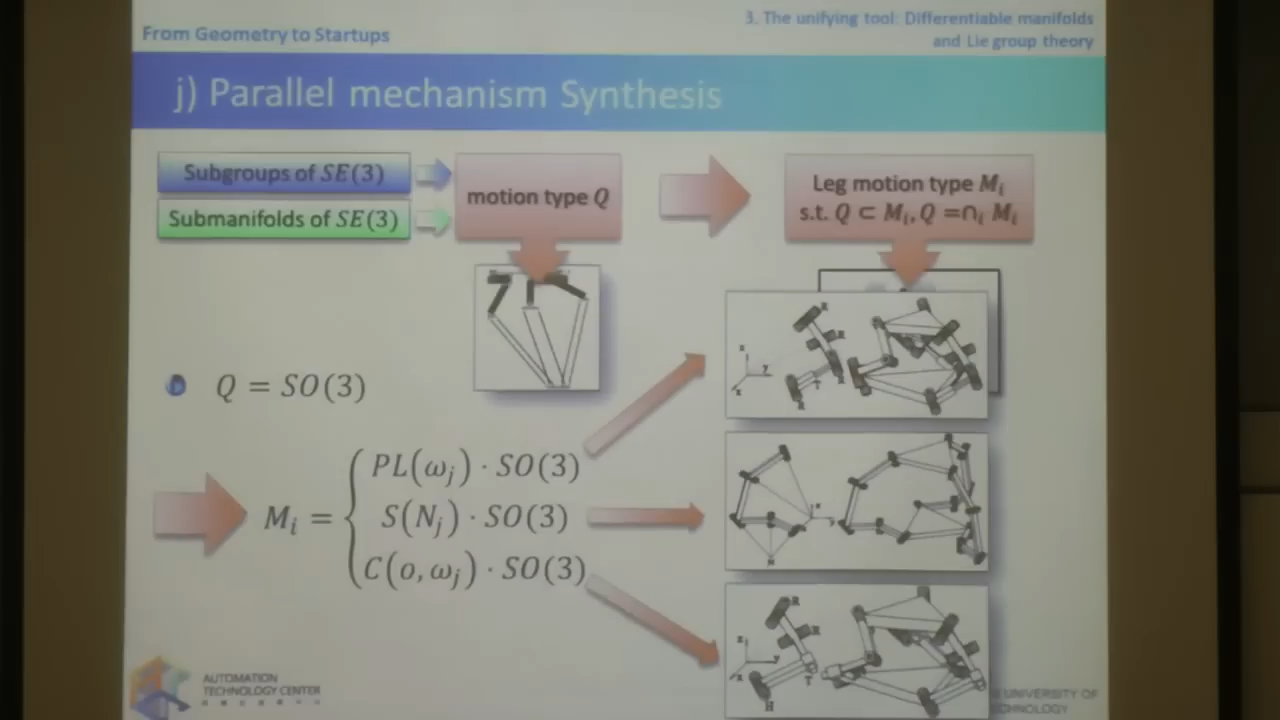 From Geometry to Startups
3. The unifying tool: Differentiable manifolds
and Lie group theory
j) Parallel mechanism Synthesis
Subgroups of SE(3)
Submanifolds of SE(3)
motion type Q
Leg motion type Mᵢ
s.t. Q ⊂ Mᵢ, Q =∩ᵢ Mᵢ
Q = SO(3)
Mᵢ =
PL(ωⱼ) · SO(3)
S(Nⱼ) · SO(3)
C(o, ωⱼ) · SO(3)
AUTOMATION
TECHNOLOGY CENTER
UNIVERSITY OF